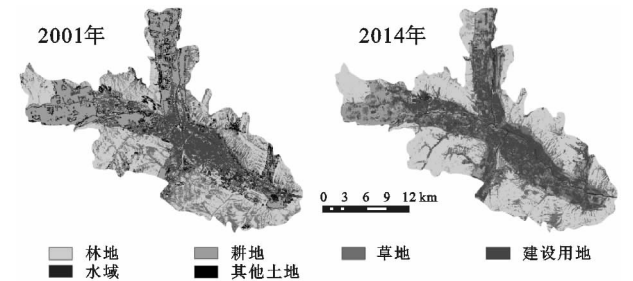 2001年 2014年
0 3 6 9 12 km
林地 耕地 草地 建设用地
水域 其他土地